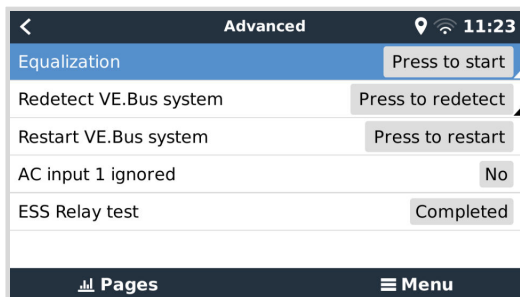 Advanced 11:23
Equalization Press to start
Redetect VE.Bus system Press to redetect
Restart VE.Bus system Press to restart
AC input 1 ignored No
ESS Relay test Completed
Pages Menu